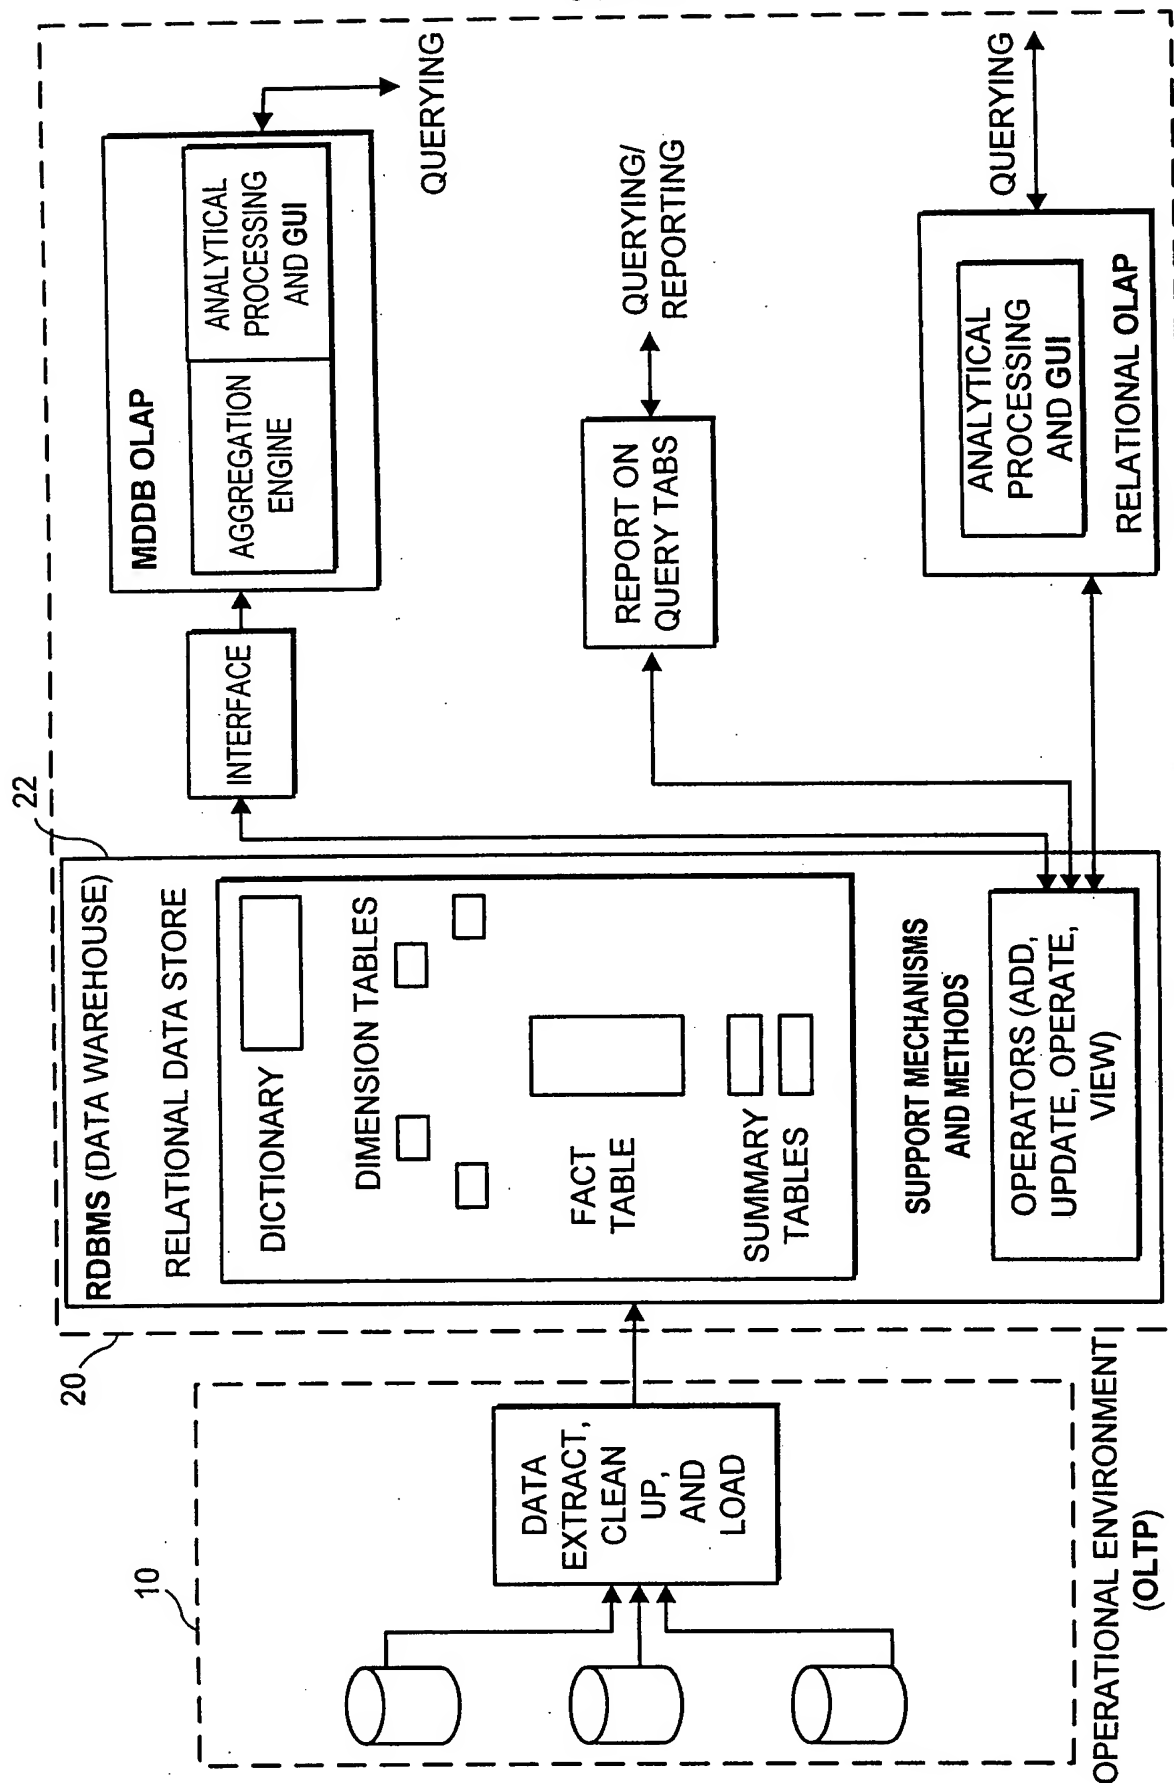 10
DATA
EXTRACT,
CLEAN
UP,
AND
LOAD
OPERATIONAL ENVIRONMENT
(OLTP)
20
22
RDBMS (DATA WAREHOUSE)
RELATIONAL DATA STORE
DICTIONARY
DIMENSION TABLES
FACT
TABLE
SUMMARY
TABLES
SUPPORT MECHANISMS
AND METHODS
OPERATORS (ADD,
UPDATE, OPERATE,
VIEW)
INTERFACE
MDDB OLAP
AGGREGATION
ENGINE
ANALYTICAL
PROCESSING
AND GUI
QUERYING
REPORT ON
QUERY TABS
QUERYING/
REPORTING
ANALYTICAL
PROCESSING
AND GUI
RELATIONAL OLAP
QUERYING